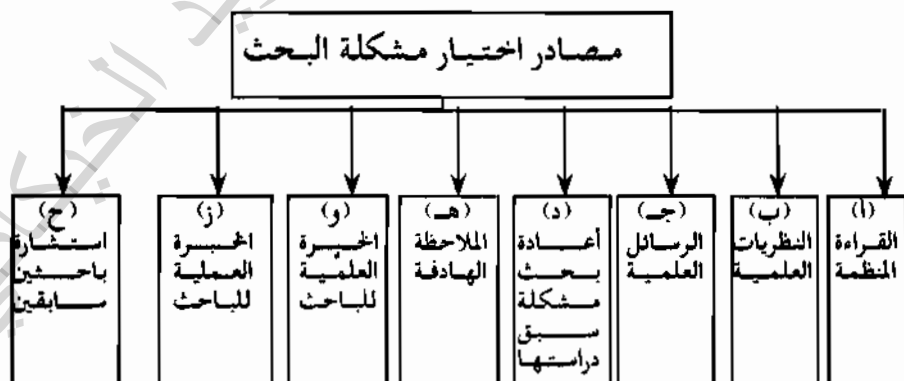 مصادر اختيار مشكلة البحث
(أ)
القراءة
المنظمة
(ب)
النظريات
العلمية
(جـ)
الرسائل
العلمية
(د)
أعادة
بحث
مشكلة
سبق
دراستها
(هـ)
الملاحظة
الهادفة
(و)
الخبرة
العلمية
للباحث
(ز)
الخبرة
العملية
للباحث
(ح)
استشارة
باحثين
سابقين